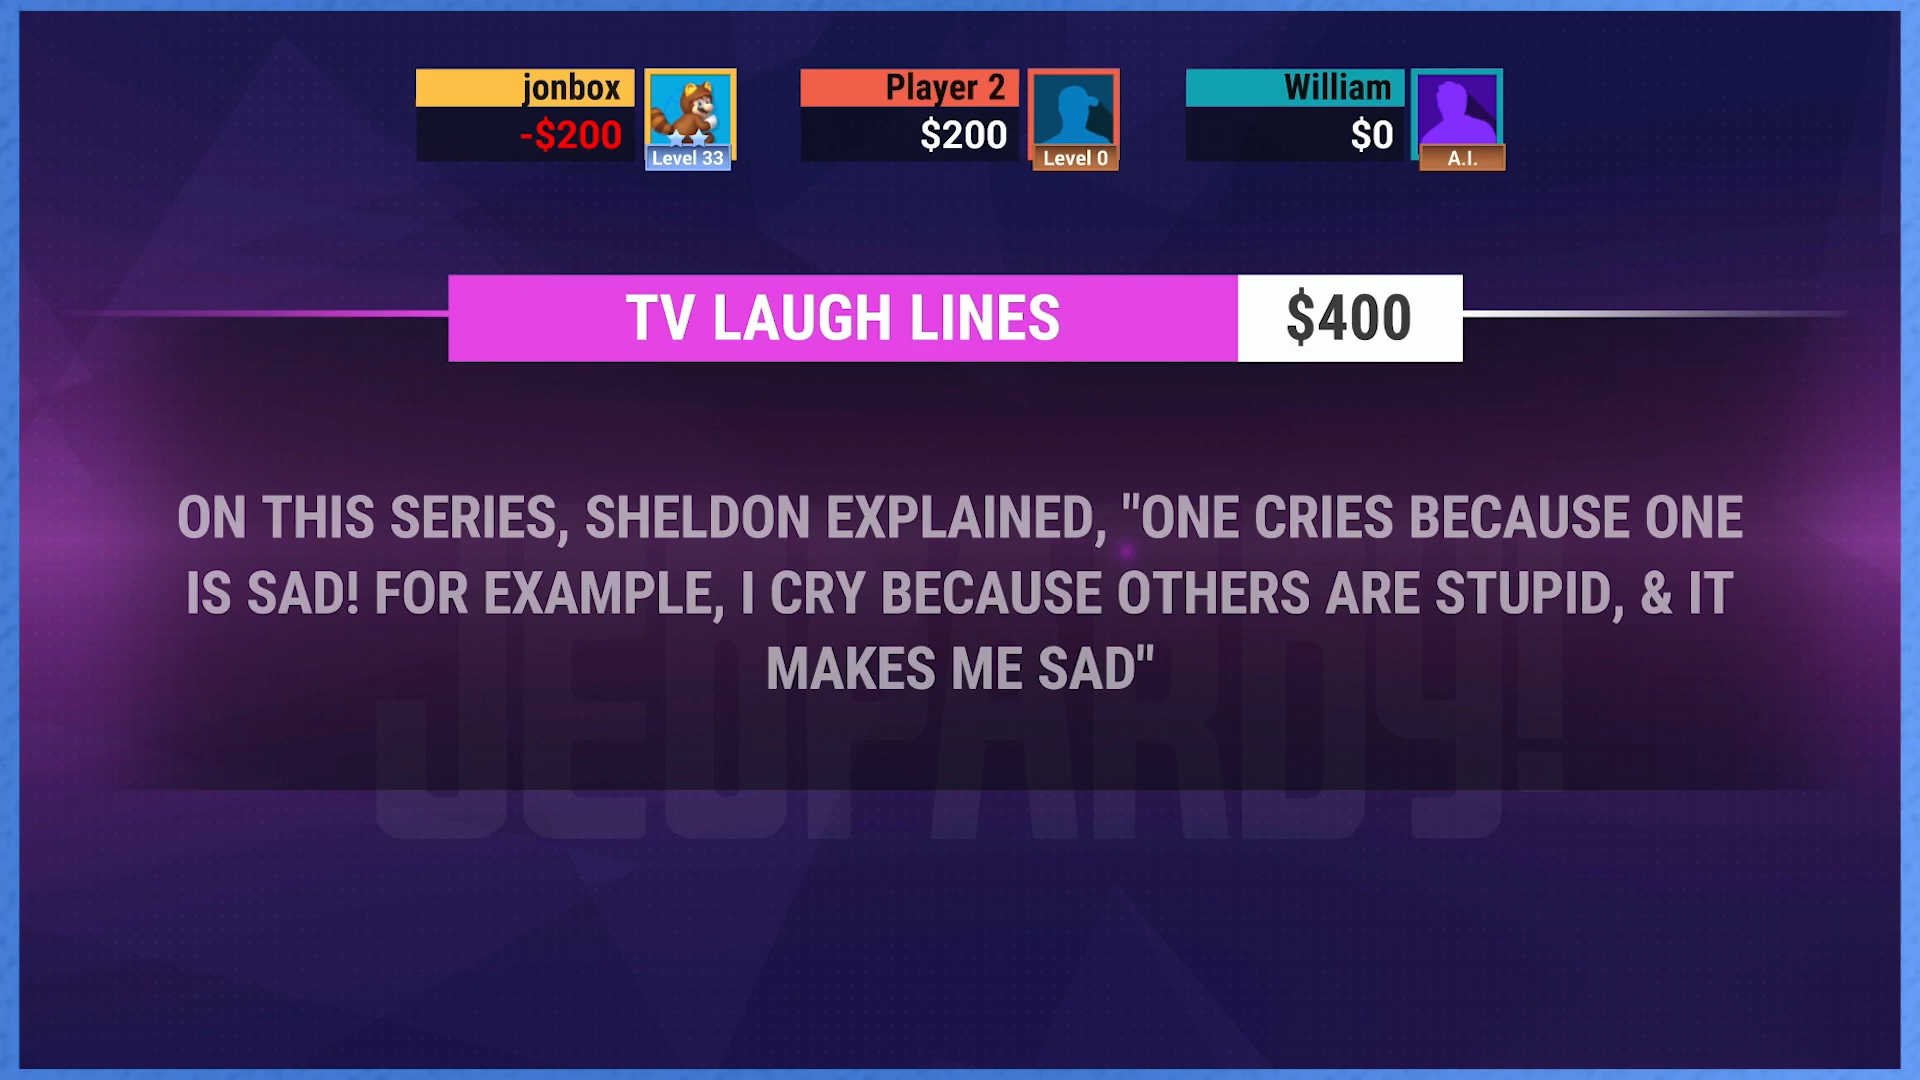 jonbox
-$200
Level 33
Player 2
$200
Level 0
William
$0
A.I.
TV LAUGH LINES
$400
ON THIS SERIES, SHELDON EXPLAINED, "ONE CRIES BECAUSE ONE
IS SAD! FOR EXAMPLE, I CRY BECAUSE OTHERS ARE STUPID, & IT
MAKES ME SAD"
JEOPARDY!